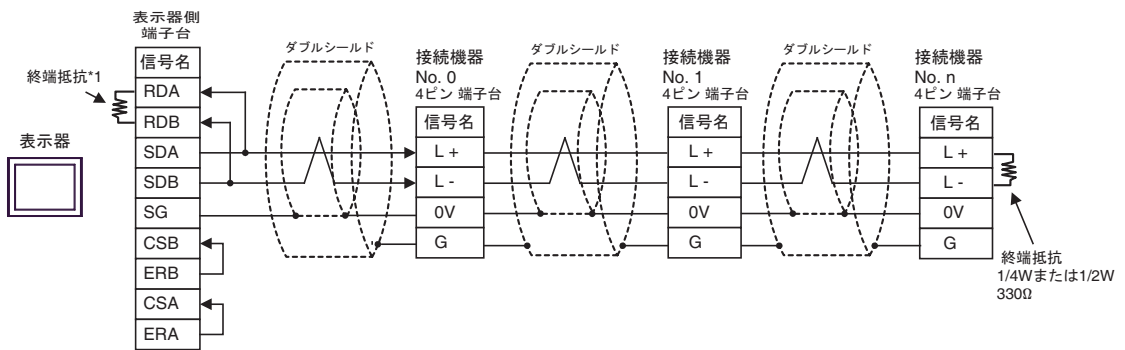 表示器側
端子台
信号名
RDA
RDB
SDA
SDB
SG
CSB
ERB
CSA
ERA
終端抵抗*1
表示器
ダブルシールド
接続機器
No. 0
4ピン 端子台
信号名
L +
L -
0V
G
ダブルシールド
接続機器
No. 1
4ピン 端子台
信号名
L +
L -
0V
G
ダブルシールド
接続機器
No. n
4ピン 端子台
信号名
L +
L -
0V
G
終端抵抗
1/4Wまたは1/2W
330Ω